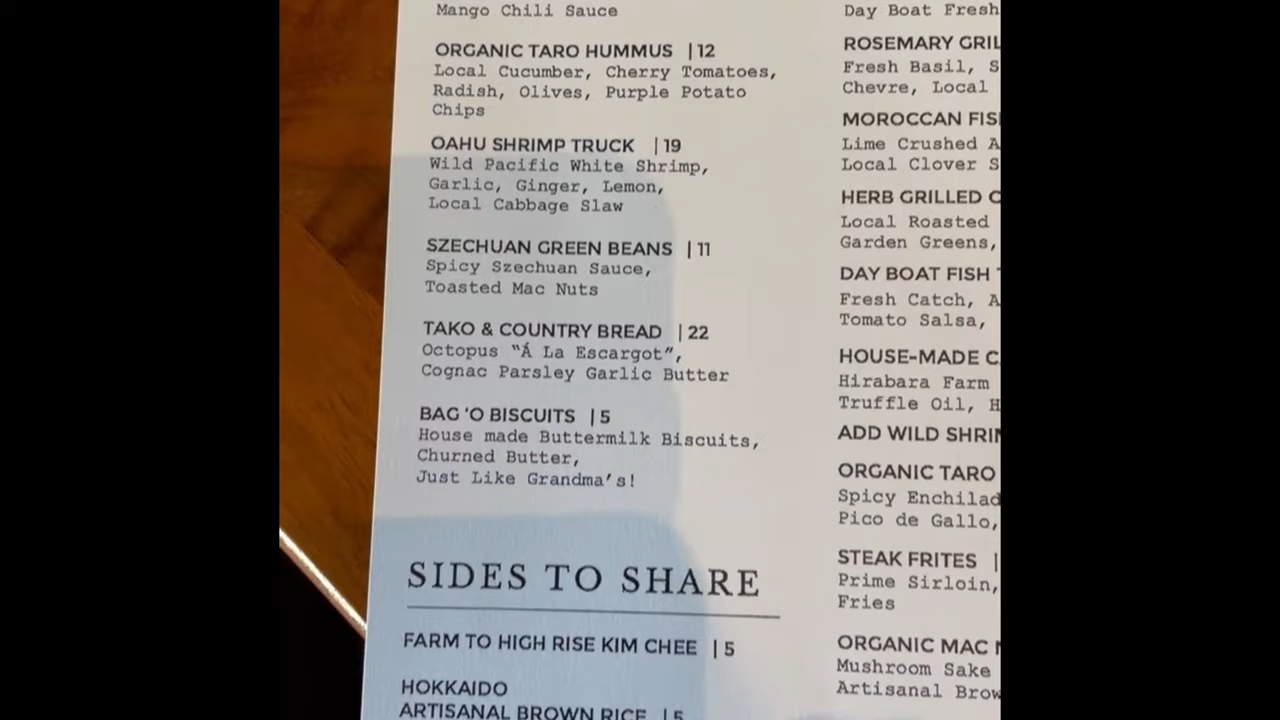 Mango Chili Sauce
ORGANIC TARO HUMMUS | 12
Local Cucumber, Cherry Tomatoes,
Radish, Olives, Purple Potato
Chips
OAHU SHRIMP TRUCK | 19
Wild Pacific White Shrimp,
Garlic, Ginger, Lemon,
Local Cabbage Slaw
SZECHUAN GREEN BEANS | 11
Spicy Szechuan Sauce,
Toasted Mac Nuts
TAKO & COUNTRY BREAD | 22
Octopus “Á La Escargot”,
Cognac Parsley Garlic Butter
BAG ‘O BISCUITS | 5
House made Buttermilk Biscuits,
Churned Butter,
Just Like Grandma’s!
SIDES TO SHARE
FARM TO HIGH RISE KIM CHEE | 5
HOKKAIDO
ARTISANAL BROWN RICE | 5
Day Boat Fresh
ROSEMARY
Fresh Basil,
Chevre, Local
MOROCCAN
Lime Crushed
Local Clover
HERB GRILLED
Local Roasted
Garden Greens,
DAY BOAT FISH
Fresh Catch,
Tomato Salsa,
HOUSE-MADE
Hirabara Farm
Truffle Oil,
ADD WILD
ORGANIC TARO
Spicy
Pico de Gallo,
STEAK FRITES |
Prime Sirloin,
Fries
ORGANIC MAC
Mushroom Sake
Artisanal